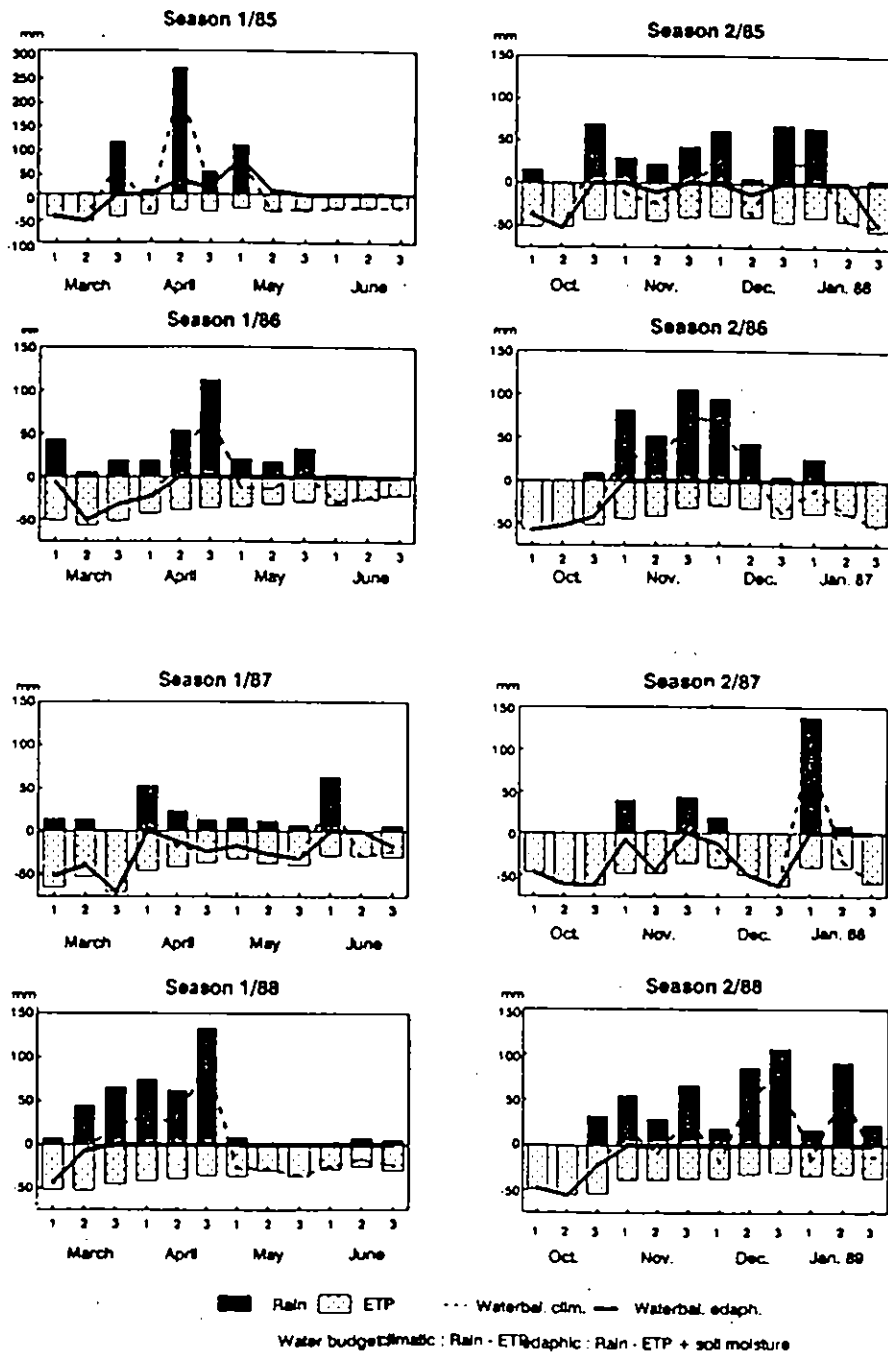 Season 1/85
Season 2/85
mm
mm
300
250
200
150
100
50
0
-50
-100
150
100
50
0
-50
1 2 3 1 2 3 1 2 3 1 2 3
March April May June
1 2 3 1 2 3 1 2 3 1 2 3
Oct. Nov. Dec. Jan. 86
Season 1/86
Season 2/86
mm
mm
150
100
50
0
-50
150
100
50
0
-50
1 2 3 1 2 3 1 2 3 1 2 3
March April May June
1 2 3 1 2 3 1 2 3 1 2 3
Oct. Nov. Dec. Jan. 87
Season 1/87
Season 2/87
mm
mm
150
100
50
0
-50
150
100
50
0
-50
1 2 3 1 2 3 1 2 3 1 2 3
March April May June
1 2 3 1 2 3 1 2 3 1 2 3
Oct. Nov. Dec. Jan. 88
Season 1/88
Season 2/88
mm
mm
150
100
50
0
-50
150
100
50
0
-50
1 2 3 1 2 3 1 2 3 1 2 3
March April May June
1 2 3 1 2 3 1 2 3 1 2 3
Oct. Nov. Dec. Jan. 89
Rain ETP Waterbal. clim. Waterbal. edaph.
Water budget climatic : Rain - ETP edaphic : Rain - ETP + soil moisture